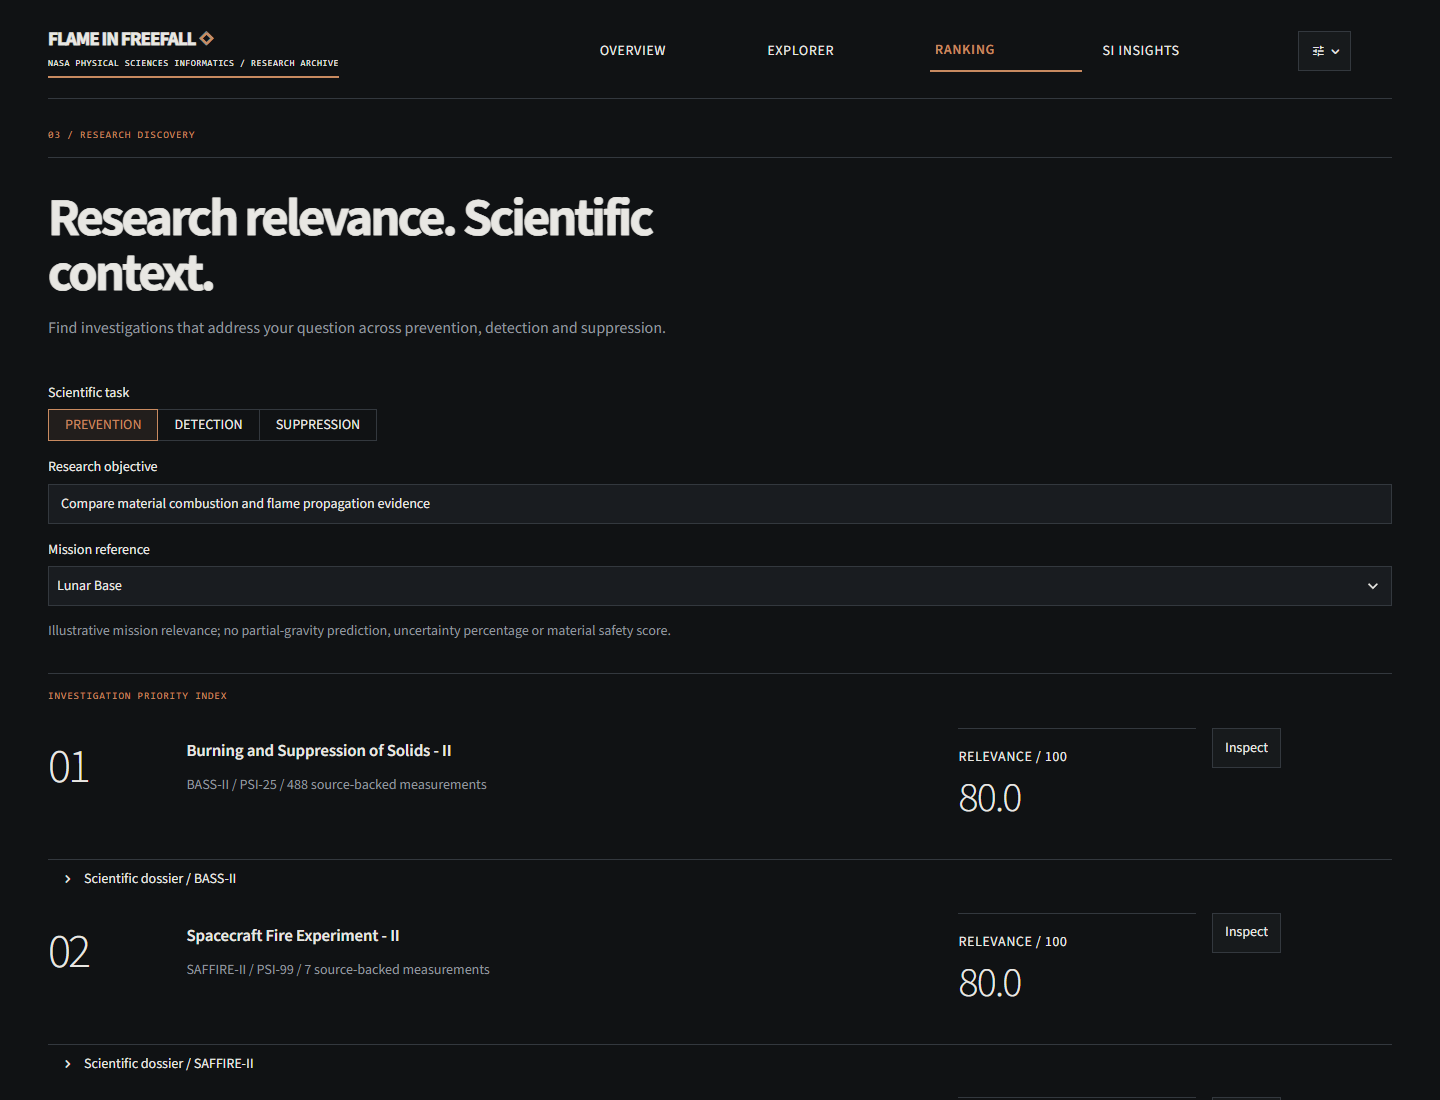 FLAME IN FREEFALL
NASA PHYSICAL SCIENCES INFORMATICS / RESEARCH ARCHIVE
OVERVIEW
EXPLORER
RANKING
SI INSIGHTS
03 / RESEARCH DISCOVERY
Research relevance. Scientific
context.
Find investigations that address your question across prevention, detection and suppression.
Scientific task
PREVENTION
DETECTION
SUPPRESSION
Research objective
Compare material combustion and flame propagation evidence
Mission reference
Lunar Base
Illustrative mission relevance; no partial-gravity prediction, uncertainty percentage or material safety score.
INVESTIGATION PRIORITY INDEX
01
Burning and Suppression of Solids - II
BASS-II / PSI-25 / 488 source-backed measurements
RELEVANCE / 100
80.0
Inspect
Scientific dossier / BASS-II
02
Spacecraft Fire Experiment - II
SAFFIRE-II / PSI-99 / 7 source-backed measurements
RELEVANCE / 100
80.0
Inspect
Scientific dossier / SAFFIRE-II